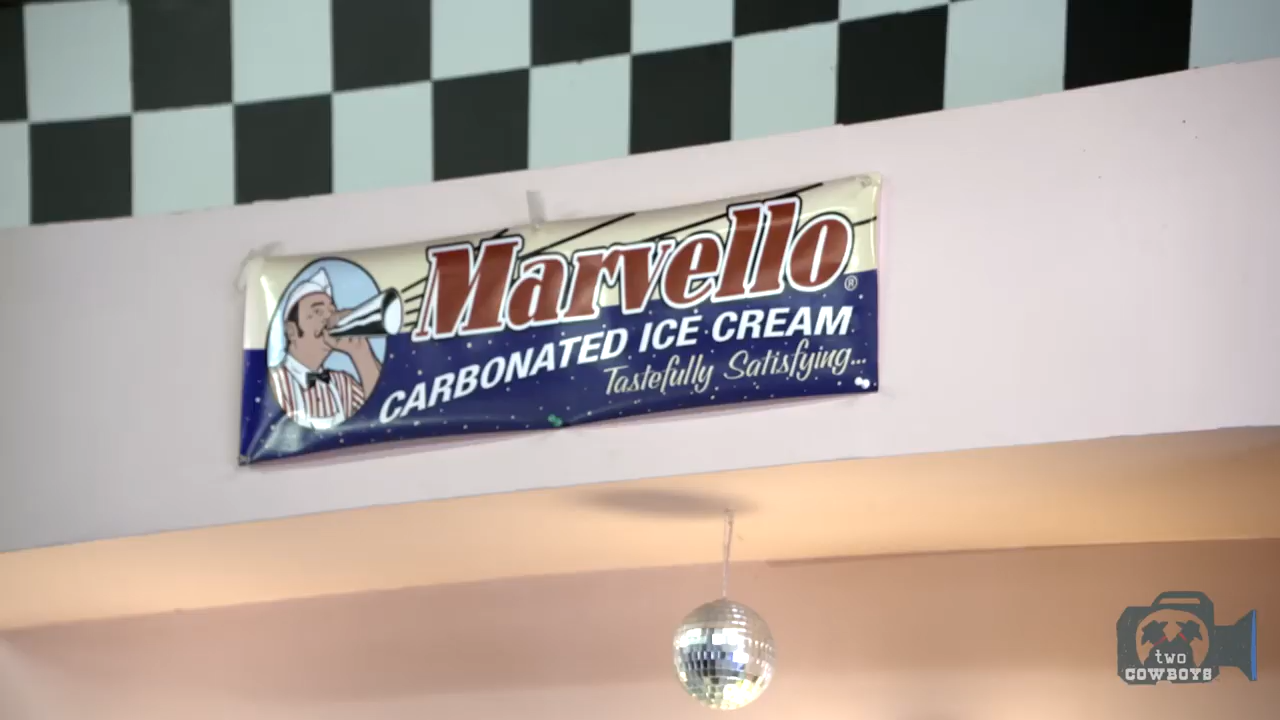 Marvello®
CARBONATED ICE CREAM
Tastefully Satisfying...
two
COWBOYS